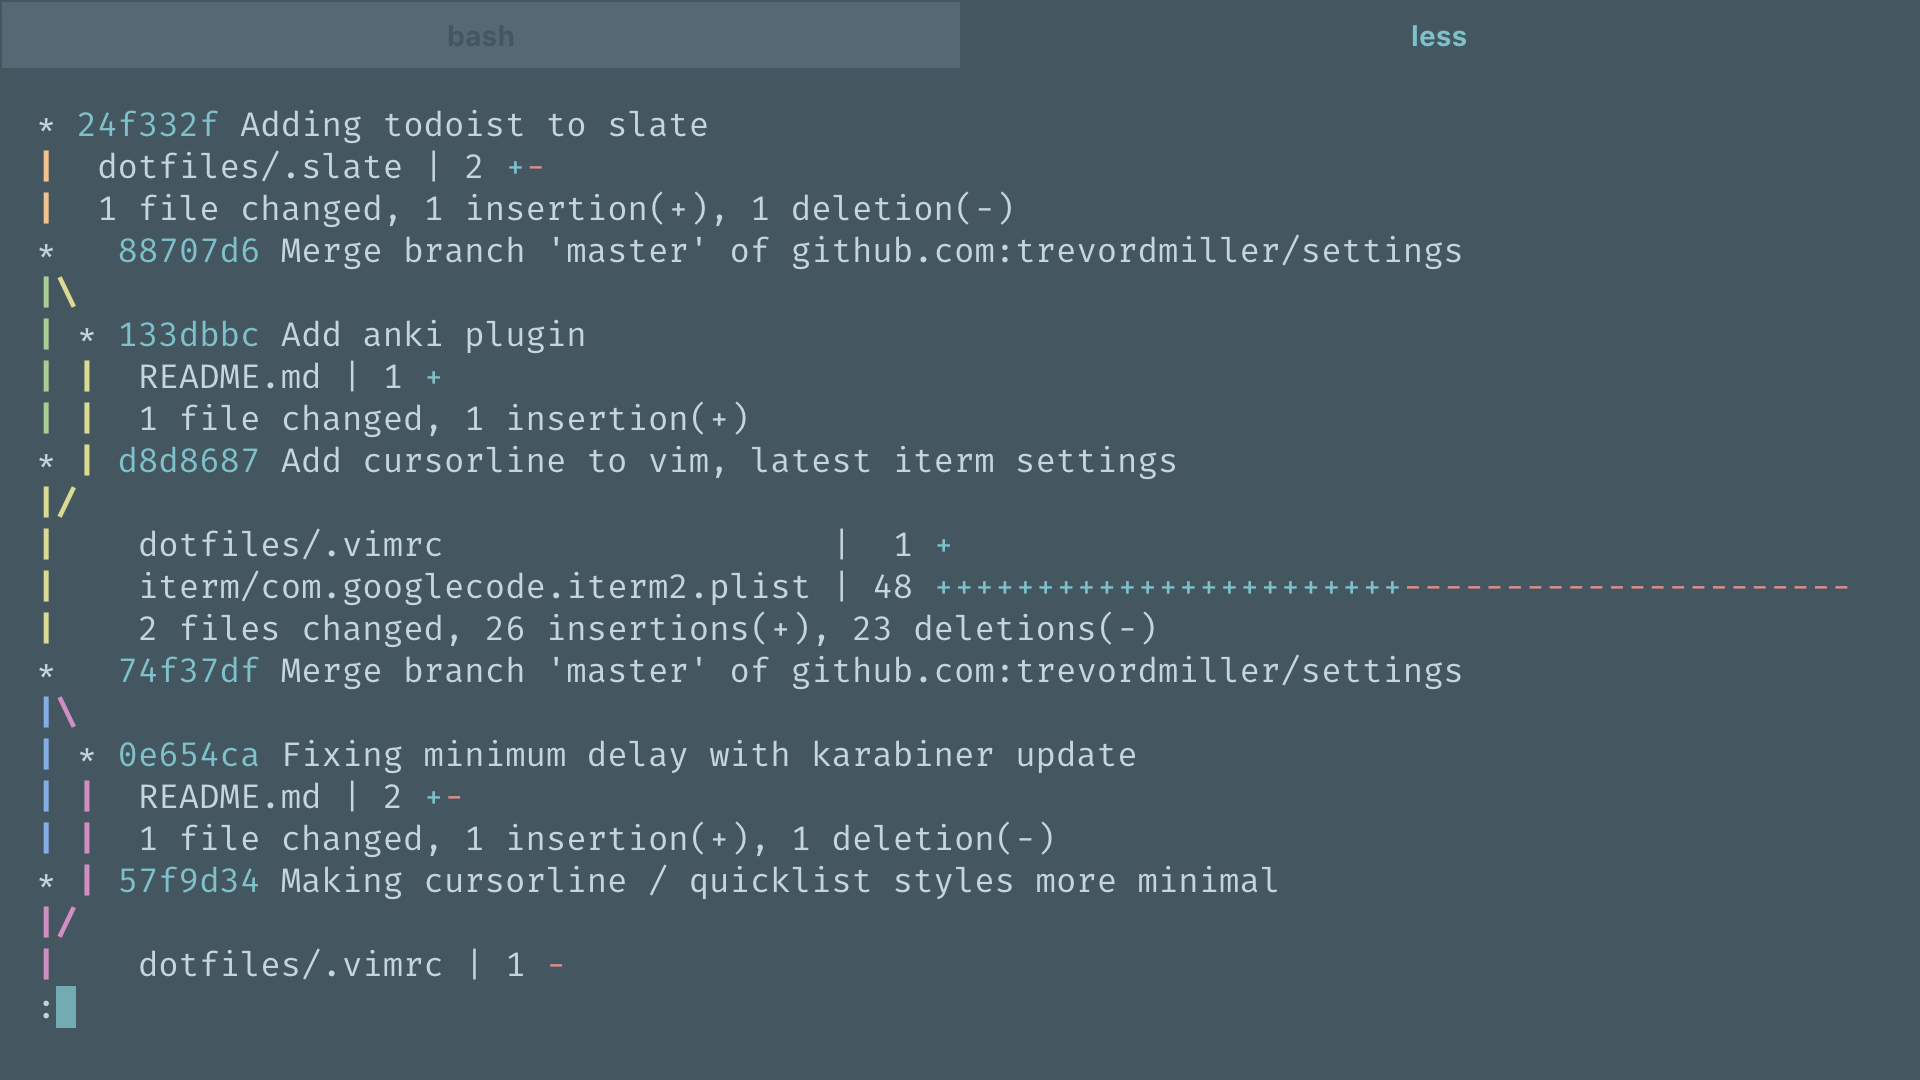 bash
less
* 24f332f Adding todoist to slate
|  dotfiles/.slate | 2 +-
|  1 file changed, 1 insertion(+), 1 deletion(-)
*   88707d6 Merge branch 'master' of github.com:trevordmiller/settings
|\
| * 133dbbc Add anki plugin
| |  README.md | 1 +
| |  1 file changed, 1 insertion(+)
* | d8d8687 Add cursorline to vim, latest iterm settings
|/
|    dotfiles/.vimrc                   |  1 +
|    iterm/com.googlecode.iterm2.plist | 48 +++++++++++++++++++++++----------------------
|    2 files changed, 26 insertions(+), 23 deletions(-)
*   74f37df Merge branch 'master' of github.com:trevordmiller/settings
|\
| * 0e654ca Fixing minimum delay with karabiner update
| |  README.md | 2 +-
| |  1 file changed, 1 insertion(+), 1 deletion(-)
* | 57f9d34 Making cursorline / quicklist styles more minimal
|/
|    dotfiles/.vimrc | 1 -
: